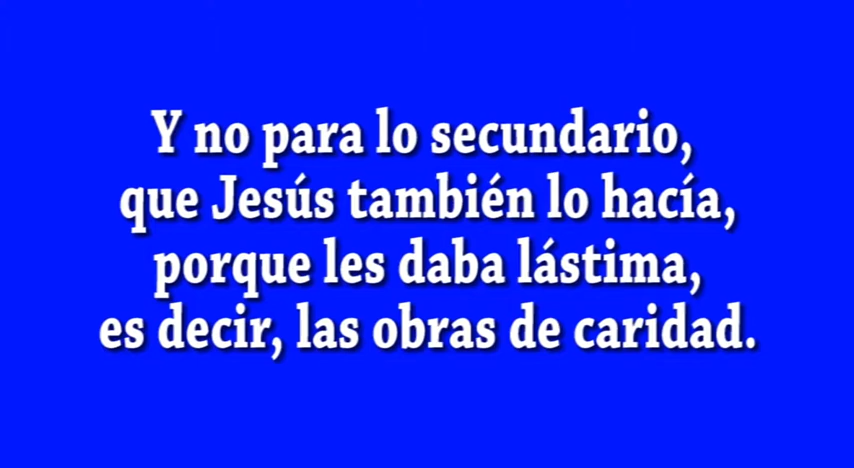 Y no para lo secundario,
que Jesús también lo hacía,
porque les daba lástima,
es decir, las obras de caridad.